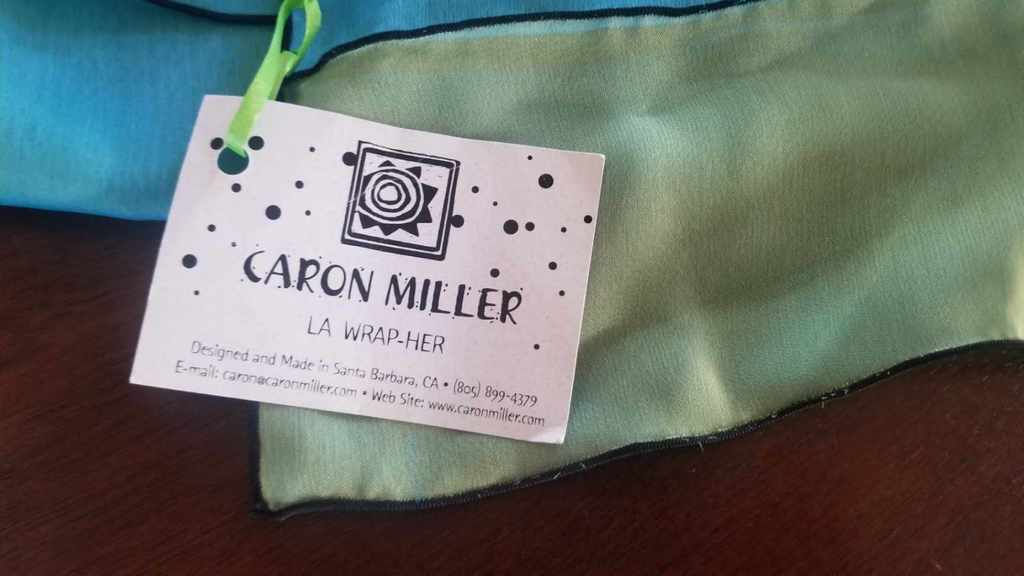 CARON MILLER
LA WRAP-HER
Designed and Made in Santa Barbara, CA • (805) 899-4379
E-mail: caron@caronmiller.com • Web Site: www.caronmiller.com